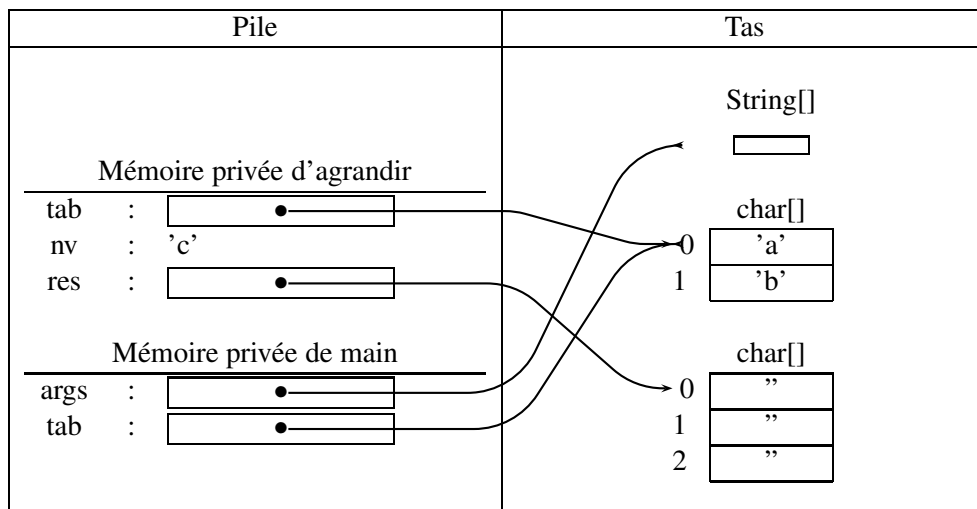 Pile Tas
String[]
Mémoire privée d'agrandir
tab : char[]
nv : 'c' 0 'a'
res : 1 'b'
Mémoire privée de main char[]
args : 0 ''
tab : 1 ''
2 ''